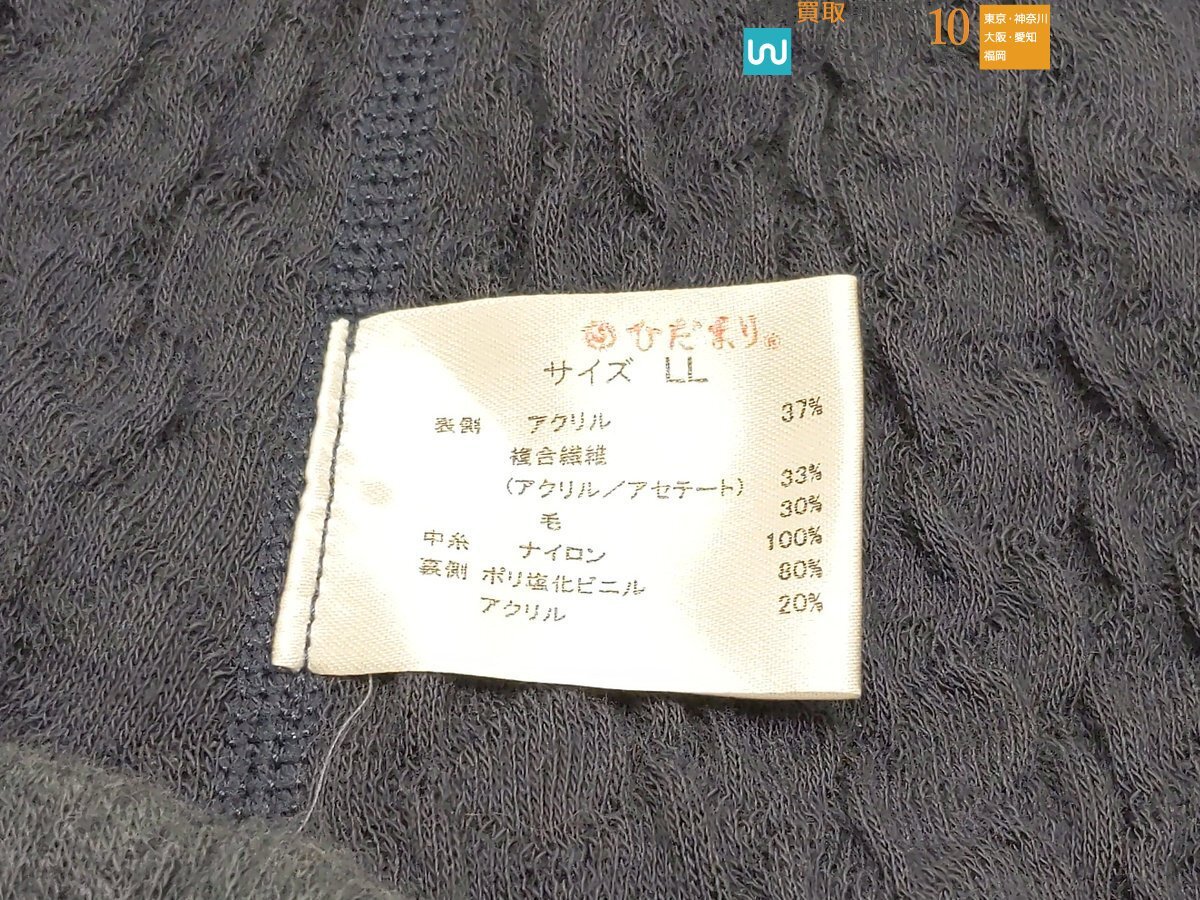 買取
10
東京・神奈川
大阪・愛知
福岡
ひだまり®
サイズ LL
表側 アクリル 37%
複合繊維
(アクリル/アセテート) 33%
毛 30%
中糸 ナイロン 100%
裏側 ポリ塩化ビニル 80%
アクリル 20%